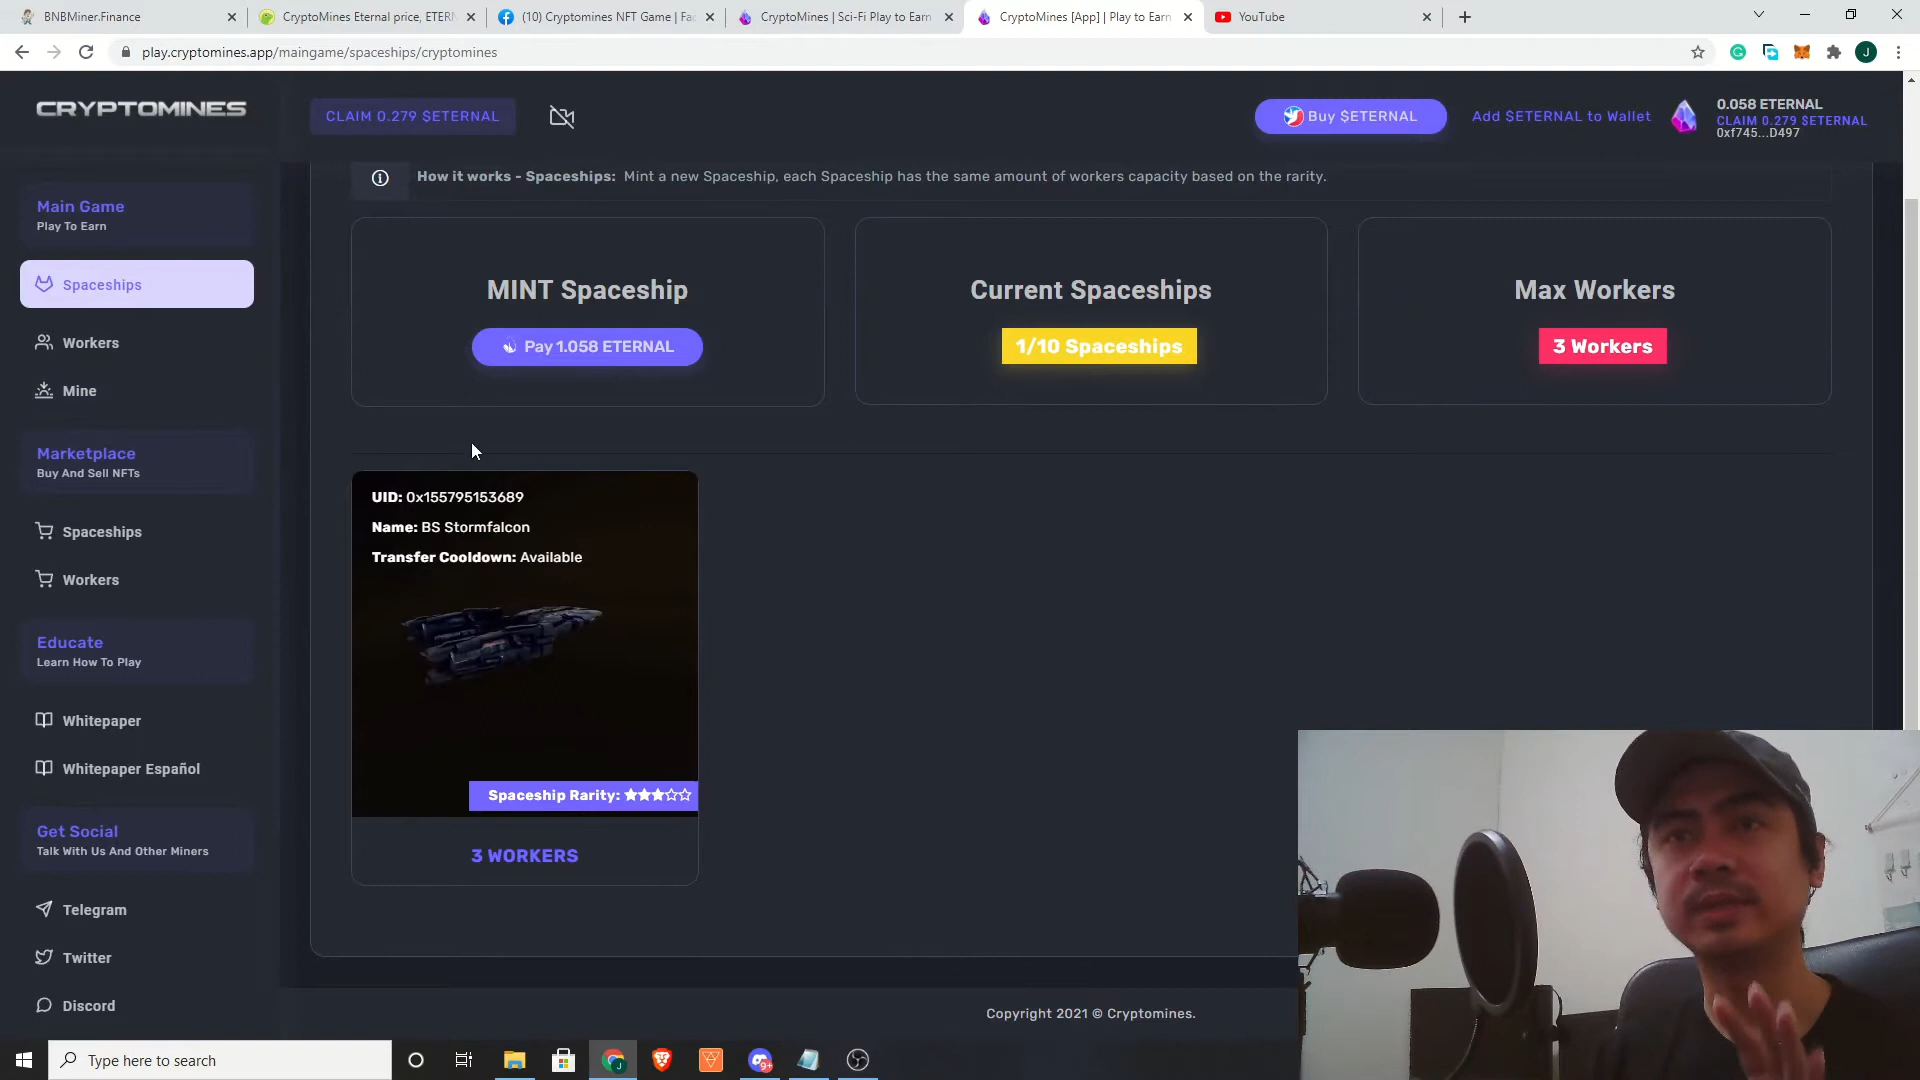 BNBMiner.Finance
CryptoMines Eternal price, ETER
(10) Cryptomines NFT Game | Fac
CryptoMines | Sci-Fi Play to Earn
CryptoMines [App] | Play to Earn
YouTube
play.cryptomines.app/maingame/spaceships/cryptomines
J
CRYPTOMINES
CLAIM 0.279 $ETERNAL
Buy $ETERNAL
Add $ETERNAL to Wallet
0.058 ETERNAL
CLAIM 0.279 $ETERNAL
0xf745...D497
Main Game
Play To Earn
Spaceships
Workers
Mine
Marketplace
Buy And Sell NFTs
Spaceships
Workers
Educate
Learn How To Play
Whitepaper
Whitepaper Español
Get Social
Talk With Us And Other Miners
Telegram
Twitter
Discord
How it works - Spaceships: Mint a new Spaceship, each Spaceship has the same amount of workers capacity based on the rarity.
MINT Spaceship
Pay 1.058 ETERNAL
Current Spaceships
1/10 Spaceships
Max Workers
3 Workers
UID: 0x155795153689
Name: BS Stormfalcon
Transfer Cooldown: Available
Spaceship Rarity: ★★★☆☆
3 WORKERS
Copyright 2021 © Cryptomines.
Type here to search
9+